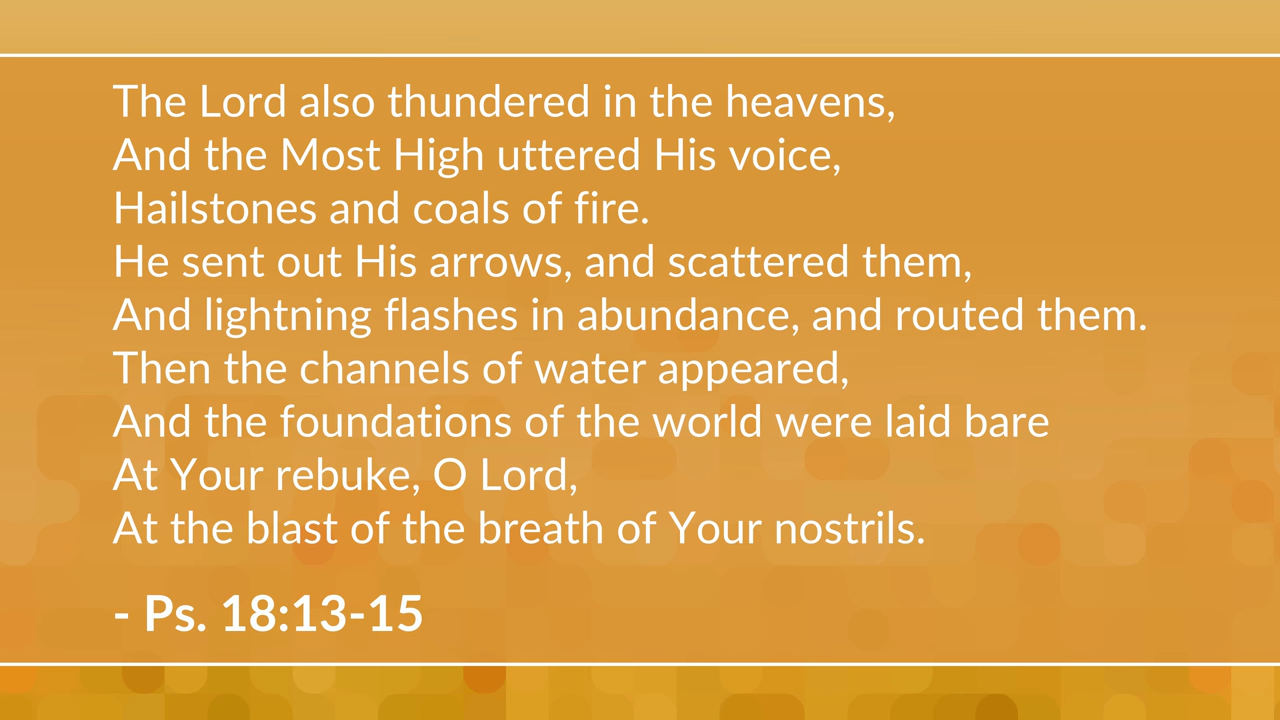 The Lord also thundered in the heavens,
And the Most High uttered His voice,
Hailstones and coals of fire.
He sent out His arrows, and scattered them,
And lightning flashes in abundance, and routed them.
Then the channels of water appeared,
And the foundations of the world were laid bare
At Your rebuke, O Lord,
At the blast of the breath of Your nostrils.
- Ps. 18:13-15